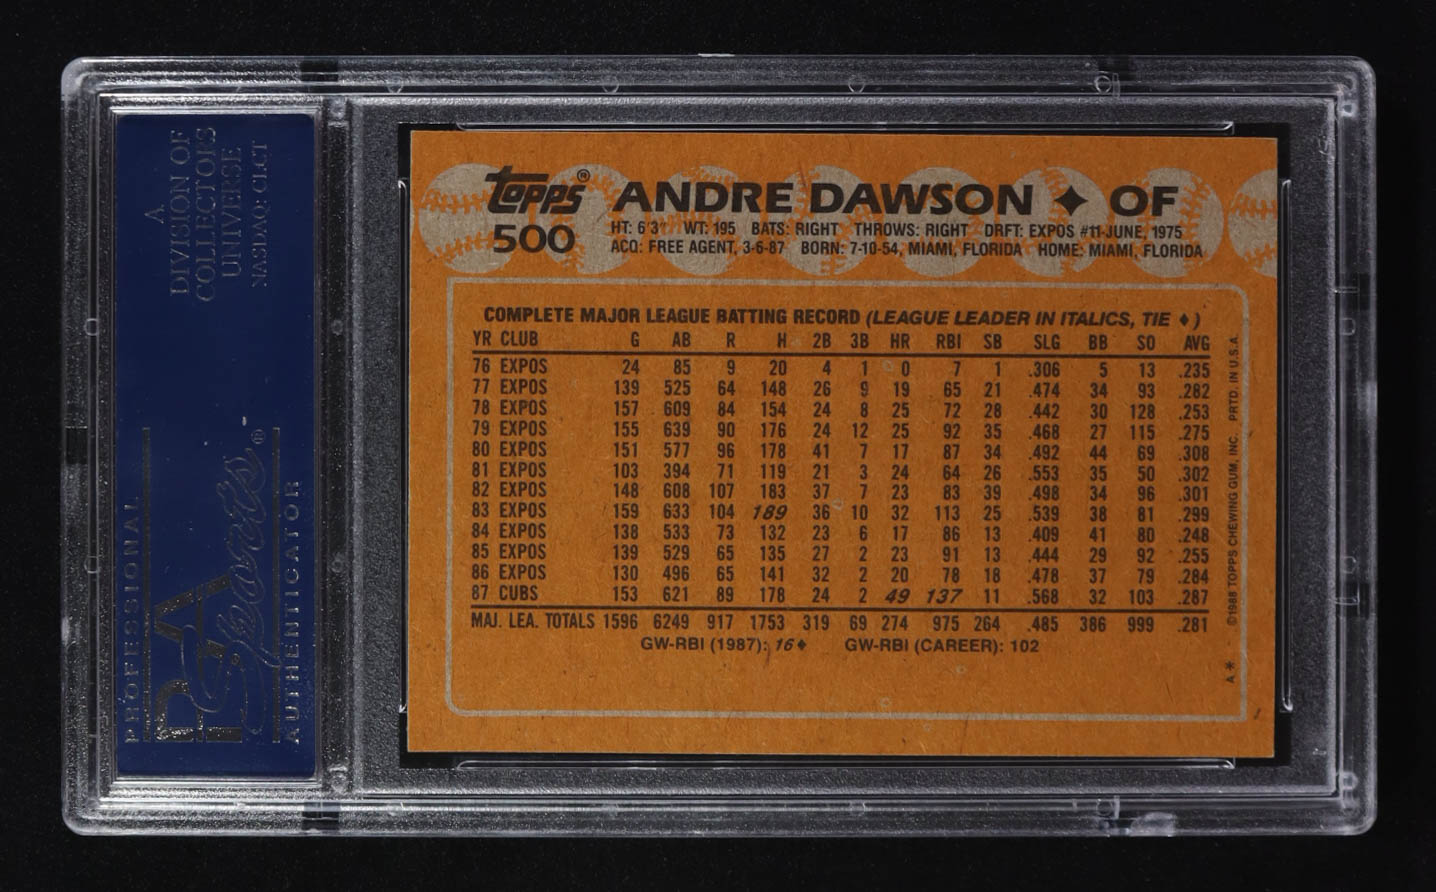 A
DIVISION OF
COLLECTORS
UNIVERSE
NASDAQ: CLCT
PROFESSIONAL
PSA
Sports®
AUTHENTICATOR
topps®
500
ANDRE DAWSON ✦ OF
HT: 6'3" WT: 195 BATS: RIGHT THROWS: RIGHT DRFT: EXPOS #11-JUNE, 1975
ACQ: FREE AGENT, 3-6-87 BORN: 7-10-54, MIAMI, FLORIDA HOME: MIAMI, FLORIDA
COMPLETE MAJOR LEAGUE BATTING RECORD (LEAGUE LEADER IN ITALICS, TIE ♦)
YR CLUB G AB R H 2B 3B HR RBI SB SLG BB SO AVG
76 EXPOS 24 85 9 20 4 1 0 7 1 .306 5 13 .235
77 EXPOS 139 525 64 148 26 9 19 65 21 .474 34 93 .282
78 EXPOS 157 609 84 154 24 8 25 72 28 .442 30 128 .253
79 EXPOS 155 639 90 176 24 12 25 92 35 .468 27 115 .275
80 EXPOS 151 577 96 178 41 7 17 87 34 .492 44 69 .308
81 EXPOS 103 394 71 119 21 3 24 64 26 .553 35 50 .302
82 EXPOS 148 608 107 183 37 7 23 83 39 .498 34 96 .301
83 EXPOS 159 633 104 189 36 10 32 113 25 .539 38 81 .299
84 EXPOS 138 533 73 132 23 6 17 86 13 .409 41 80 .248
85 EXPOS 139 529 65 135 27 2 23 91 13 .444 29 92 .255
86 EXPOS 130 496 65 141 32 2 20 78 18 .478 37 79 .284
87 CUBS 153 621 89 178 24 2 49 137 11 .568 32 103 .287
MAJ. LEA. TOTALS 1596 6249 917 1753 319 69 274 975 264 .485 386 999 .281
GW-RBI (1987): 16♦ GW-RBI (CAREER): 102
A* ©1988 TOPPS CHEWING GUM, INC. PRTD. IN U.S.A.